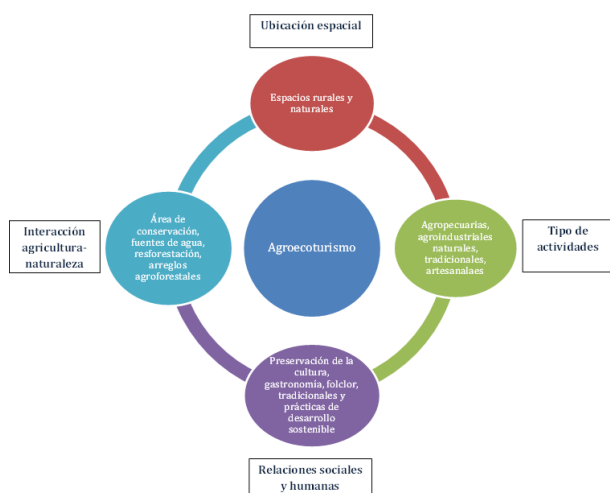 Ubicación espacial
Espacios rurales y
naturales
Interacción
agricultura-
naturaleza
Área de
conservación,
fuentes de agua,
resforestación,
arreglos
agroforestales
Agroecoturismo
Agropecuarias,
agroindustriales
naturales,
tradicionales,
artesanalaes
Tipo de
actividades
Preservación de la
cultura,
gastronomía, folclor,
tradicionales y
prácticas de
desarrollo
sostenible
Relaciones sociales
y humanas